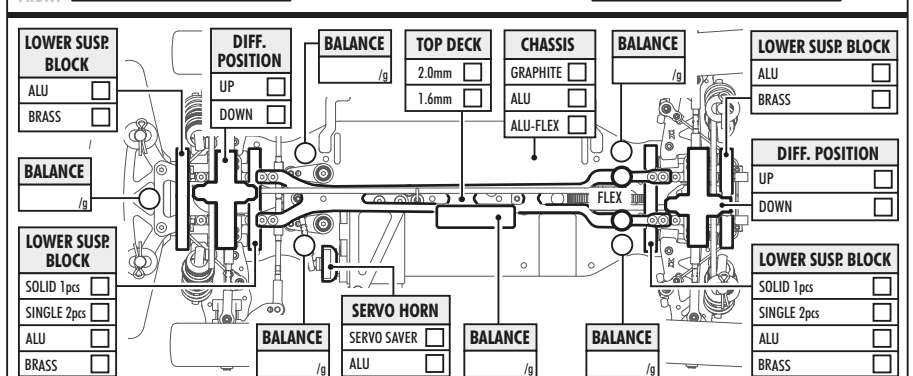 FRONT
LOWER SUSP. BLOCK
ALU
BRASS
DIFF. POSITION
UP
DOWN
BALANCE
/g
TOP DECK
2.0mm
1.6mm
CHASSIS
GRAPHITE
ALU
ALU-FLEX
BALANCE
/g
LOWER SUSP. BLOCK
ALU
BRASS
BALANCE
/g
DIFF. POSITION
UP
DOWN
FLEX
LOWER SUSP. BLOCK
SOLID 1pcs
SINGLE 2pcs
ALU
BRASS
BALANCE
/g
SERVO HORN
SERVO SAVER
ALU
BALANCE
/g
BALANCE
/g
LOWER SUSP. BLOCK
SOLID 1pcs
SINGLE 2pcs
ALU
BRASS